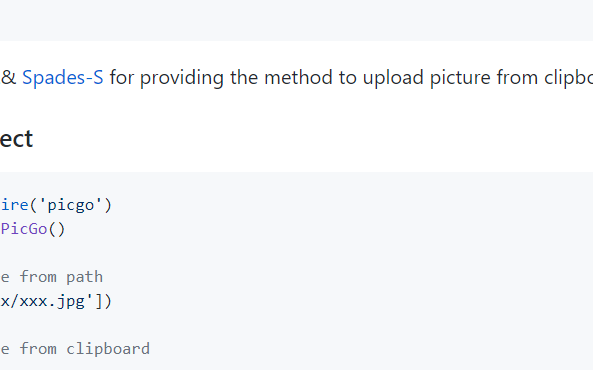 & Spades-S for providing the method to upload picture from clipbo
ect
ire('picgo')
PicGo()
e from path
x/xxx.jpg'])
e from clipboard